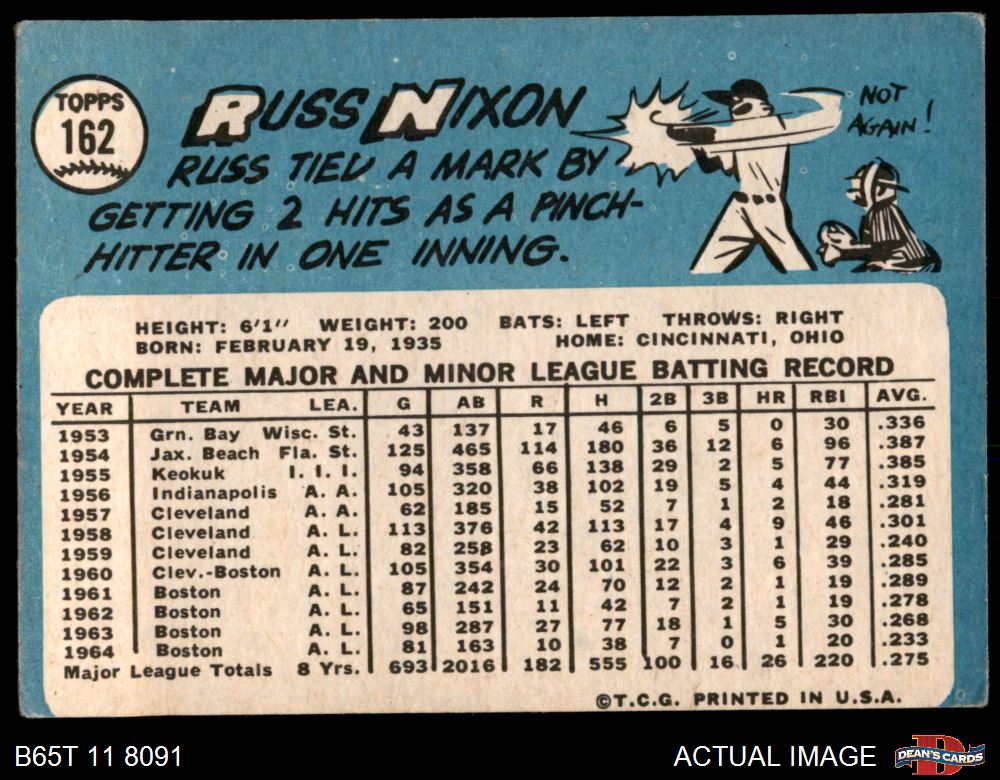 TOPPS
162
RUSS NIXON
RUSS TIED A MARK BY
GETTING 2 HITS AS A PINCH-
HITTER IN ONE INNING.
NOT
AGAIN!
HEIGHT: 6'1" WEIGHT: 200 BATS: LEFT THROWS: RIGHT
BORN: FEBRUARY 19, 1935 HOME: CINCINNATI, OHIO
COMPLETE MAJOR AND MINOR LEAGUE BATTING RECORD
YEAR TEAM LEA. G AB R H 2B 3B HR RBI AVG.
1953 Grn. Bay Wisc. St. 43 137 17 46 6 5 0 30 .336
1954 Jax. Beach Fla. St. 125 465 114 180 36 12 6 96 .387
1955 Keokuk I. I. I. 94 358 66 138 29 2 5 77 .385
1956 Indianapolis A. A. 105 320 38 102 19 5 4 44 .319
1957 Cleveland A. A. 62 185 15 52 7 1 2 18 .281
1958 Cleveland A. L. 113 376 42 113 17 4 9 46 .301
1959 Cleveland A. L. 82 258 23 62 10 3 1 29 .240
1960 Clev.-Boston A. L. 105 354 30 101 22 3 6 39 .285
1961 Boston A. L. 87 242 24 70 12 2 1 19 .289
1962 Boston A. L. 65 151 11 42 7 2 1 19 .278
1963 Boston A. L. 98 287 27 77 18 1 5 30 .268
1964 Boston A. L. 81 163 10 38 7 0 1 20 .233
Major League Totals 8 Yrs. 693 2016 182 555 100 16 26 220 .275
©T.C.G. PRINTED IN U.S.A.
B65T 11 8091
ACTUAL IMAGE
DEAN'S CARDS